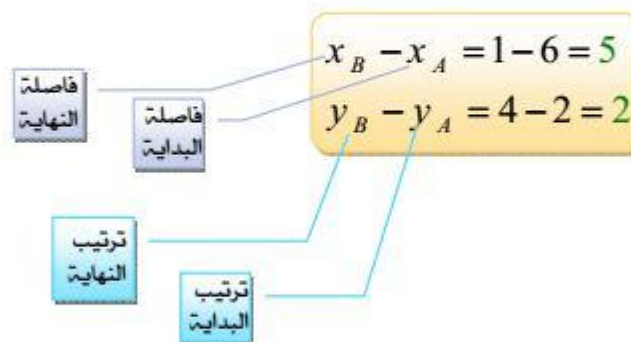 x_B − x_A = 1 − 6 = 5
y_B − y_A = 4 − 2 = 2
فاصلة
النهاية
فاصلة
البداية
ترتيب
النهاية
ترتيب
البداية